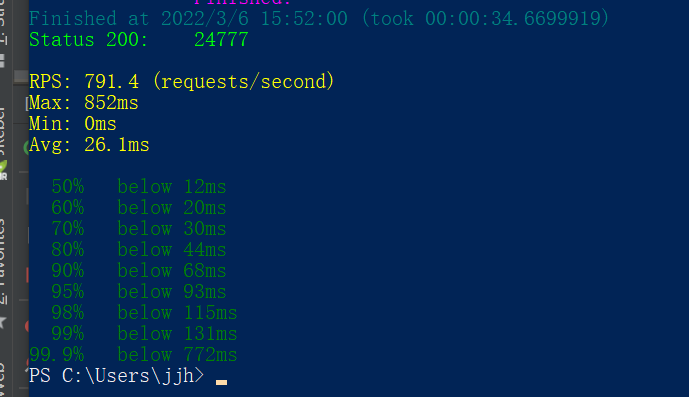 Finished at 2022/3/6 15:52:00 (took 00:00:34.6699919)
Status 200:    24777
RPS: 791.4 (requests/second)
Max: 852ms
Min: 0ms
Avg: 26.1ms
50%   below 12ms
60%   below 20ms
70%   below 30ms
80%   below 44ms
90%   below 68ms
95%   below 93ms
98%   below 115ms
99%   below 131ms
99.9%   below 772ms
PS C:\Users\jjh>